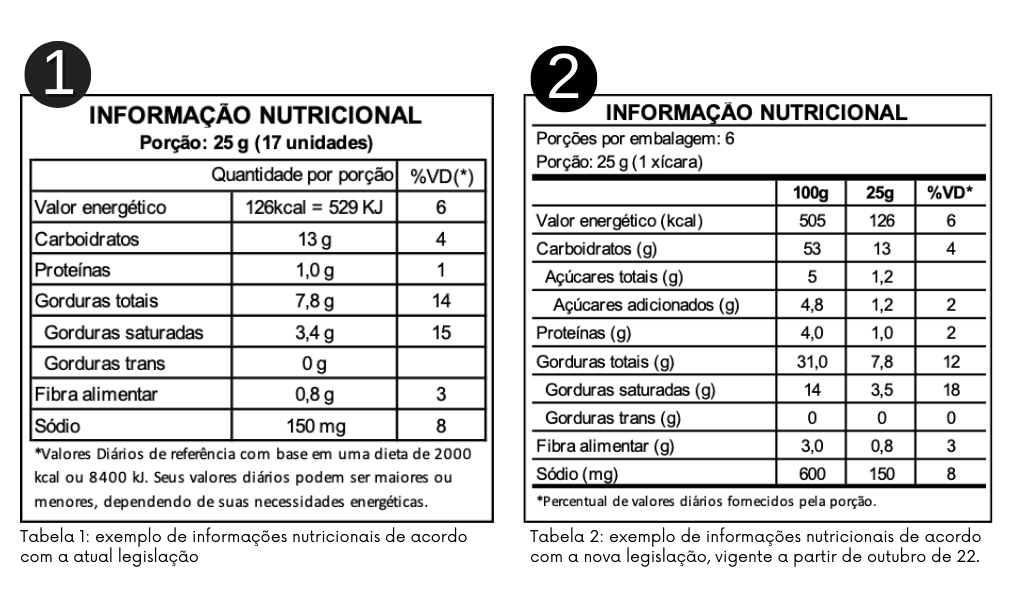 1
INFORMAÇÃO NUTRICIONAL
Porção: 25 g (17 unidades)
Quantidade por porção %VD(*)
Valor energético 126kcal = 529 KJ 6
Carboidratos 13 g 4
Proteínas 1,0 g 1
Gorduras totais 7,8 g 14
Gorduras saturadas 3,4 g 15
Gorduras trans 0 g
Fibra alimentar 0,8 g 3
Sódio 150 mg 8
*Valores Diários de referência com base em uma dieta de 2000
kcal ou 8400 kJ. Seus valores diários podem ser maiores ou
menores, dependendo de suas necessidades energéticas.
Tabela 1: exemplo de informações nutricionais de acordo
com a atual legislação
2
INFORMAÇÃO NUTRICIONAL
Porções por embalagem: 6
Porção: 25 g (1 xícara)
100g 25g %VD*
Valor energético (kcal) 505 126 6
Carboidratos (g) 53 13 4
Açúcares totais (g) 5 1,2
Açúcares adicionados (g) 4,8 1,2 2
Proteínas (g) 4,0 1,0 2
Gorduras totais (g) 31,0 7,8 12
Gorduras saturadas (g) 14 3,5 18
Gorduras trans (g) 0 0 0
Fibra alimentar (g) 3,0 0,8 3
Sódio (mg) 600 150 8
*Percentual de valores diários fornecidos pela porção.
Tabela 2: exemplo de informações nutricionais de acordo
com a nova legislação, vigente a partir de outubro de 22.